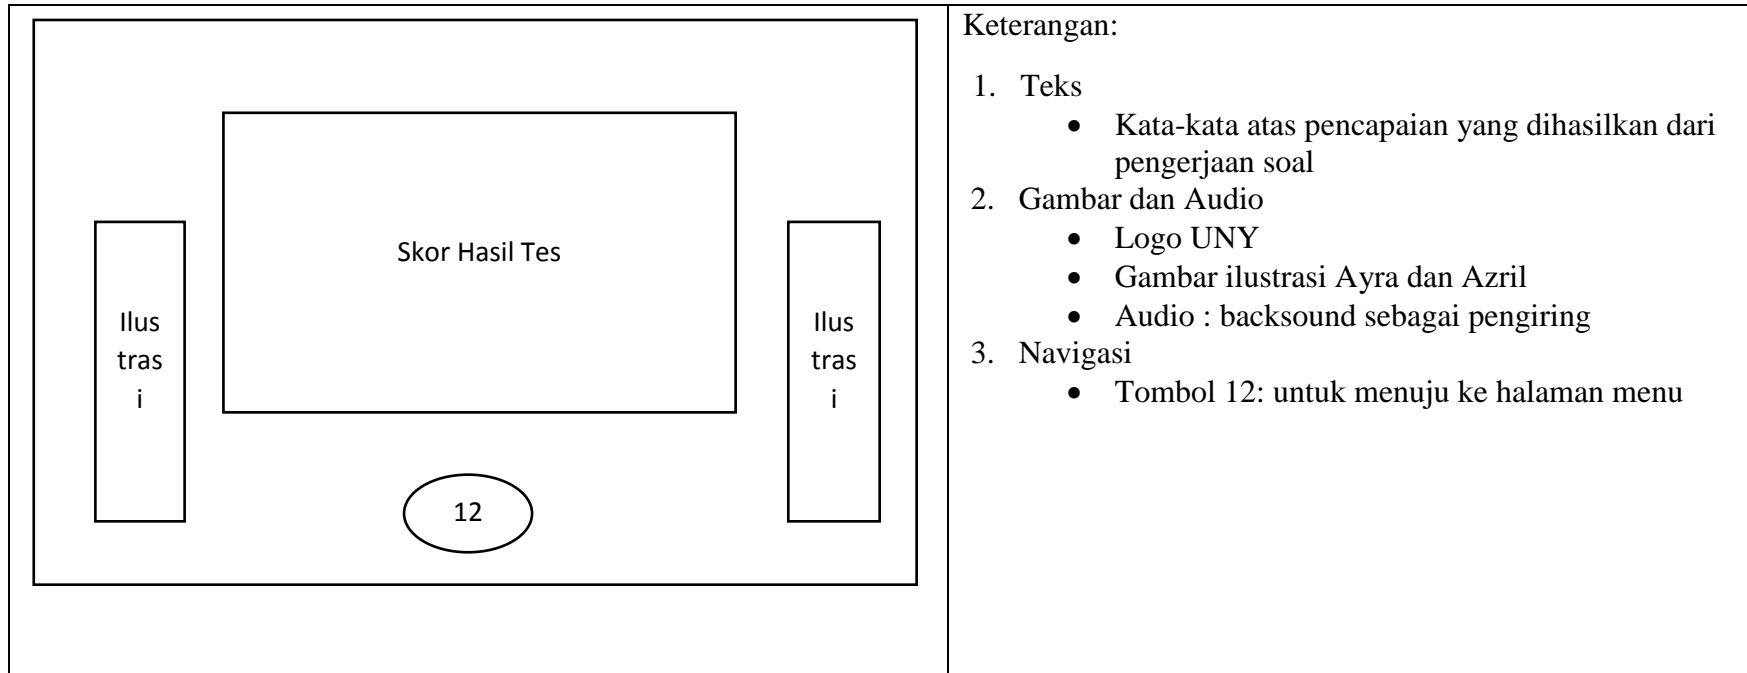 Skor Hasil Tes
Ilus
tras
i
Ilus
tras
i
12
Keterangan:
1. Teks
• Kata-kata atas pencapaian yang dihasilkan dari
pengerjaan soal
2. Gambar dan Audio
• Logo UNY
• Gambar ilustrasi Ayra dan Azril
• Audio : backsound sebagai pengiring
3. Navigasi
• Tombol 12: untuk menuju ke halaman menu